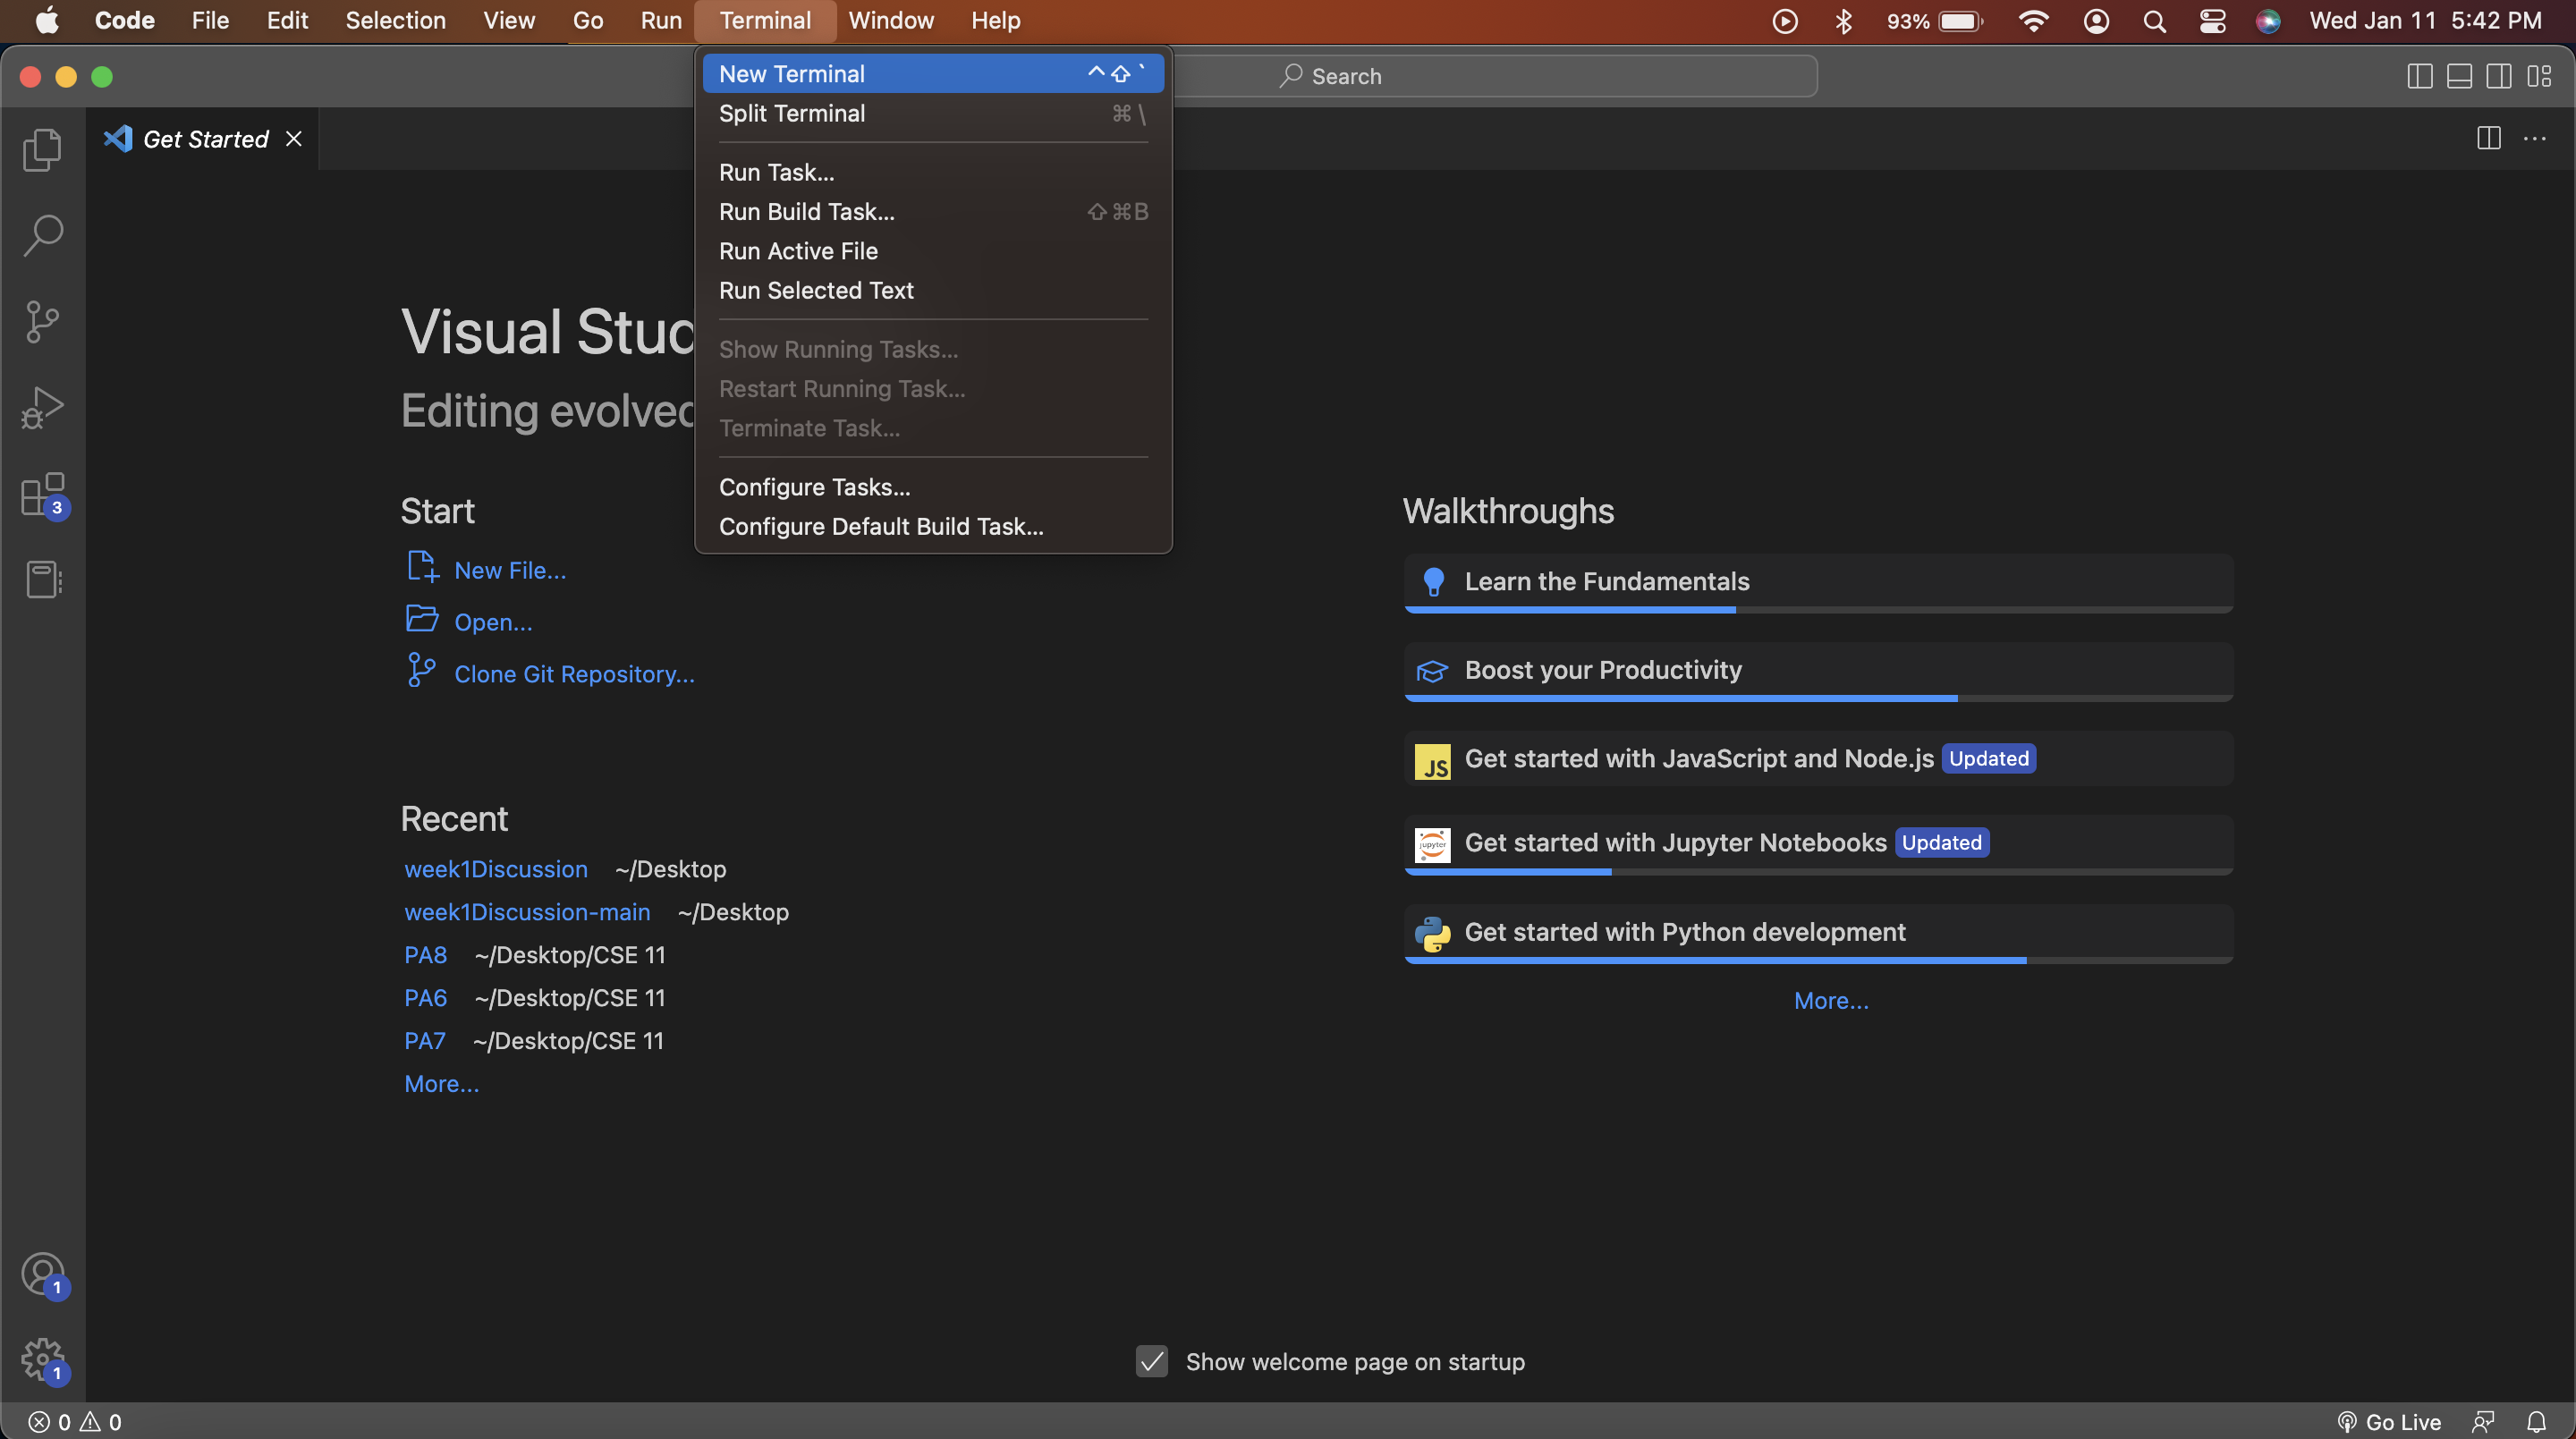 Code File Edit Selection View Go Run Terminal Window Help 93% Wed Jan 11 5:42 PM
New Terminal ^⇧`
Split Terminal ⌘\
Run Task...
Run Build Task... ⇧⌘B
Run Active File
Run Selected Text
Show Running Tasks...
Restart Running Task...
Terminate Task...
Configure Tasks...
Configure Default Build Task...
Search
Get Started
Visual Stud
Editing evolved
Start
New File...
Open...
Clone Git Repository...
Recent
week1Discussion ~/Desktop
week1Discussion-main ~/Desktop
PA8 ~/Desktop/CSE 11
PA6 ~/Desktop/CSE 11
PA7 ~/Desktop/CSE 11
More...
Walkthroughs
Learn the Fundamentals
Boost your Productivity
JS Get started with JavaScript and Node.js Updated
jupyter Get started with Jupyter Notebooks Updated
Get started with Python development
More...
3
1
1
Show welcome page on startup
0 0
Go Live